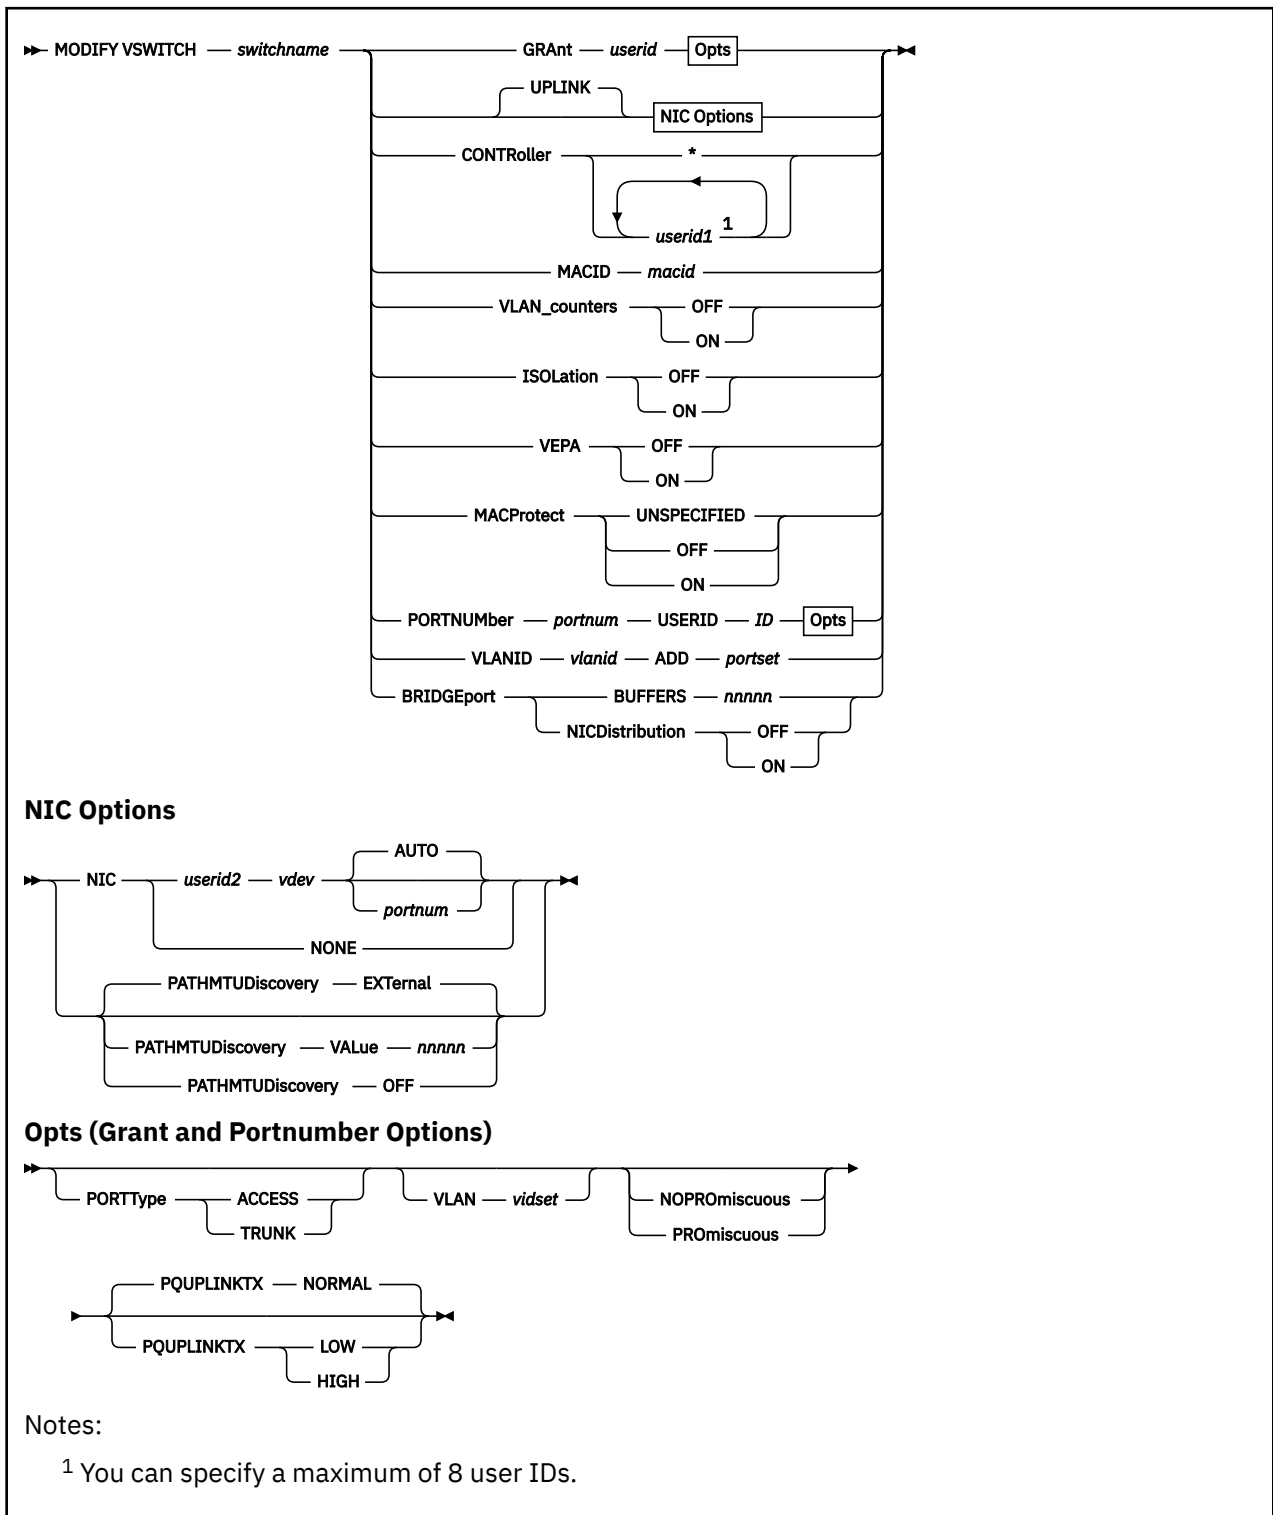 MODIFY VSWITCH switchname GRAnt userid Opts
UPLINK
NIC Options
CONTRoller *
userid1 1
MACID macid
VLAN_counters OFF
ON
ISOLation OFF
ON
VEPA OFF
ON
MACProtect UNSPECIFIED
OFF
ON
PORTNUMber portnum USERID ID Opts
VLANID vlanid ADD portset
BRIDGEport BUFFERS nnnnn
NICDistribution OFF
ON
NIC Options
AUTO
NIC userid2 vdev
portnum
NONE
PATHMTUDiscovery EXTernal
PATHMTUDiscovery VALue nnnnn
PATHMTUDiscovery OFF
Opts (Grant and Portnumber Options)
PORTType ACCESS VLAN vidset NOPROmiscuous
TRUNK PROmiscuous
PQUPLINKTX NORMAL
PQUPLINKTX LOW
HIGH
Notes:
1 You can specify a maximum of 8 user IDs.